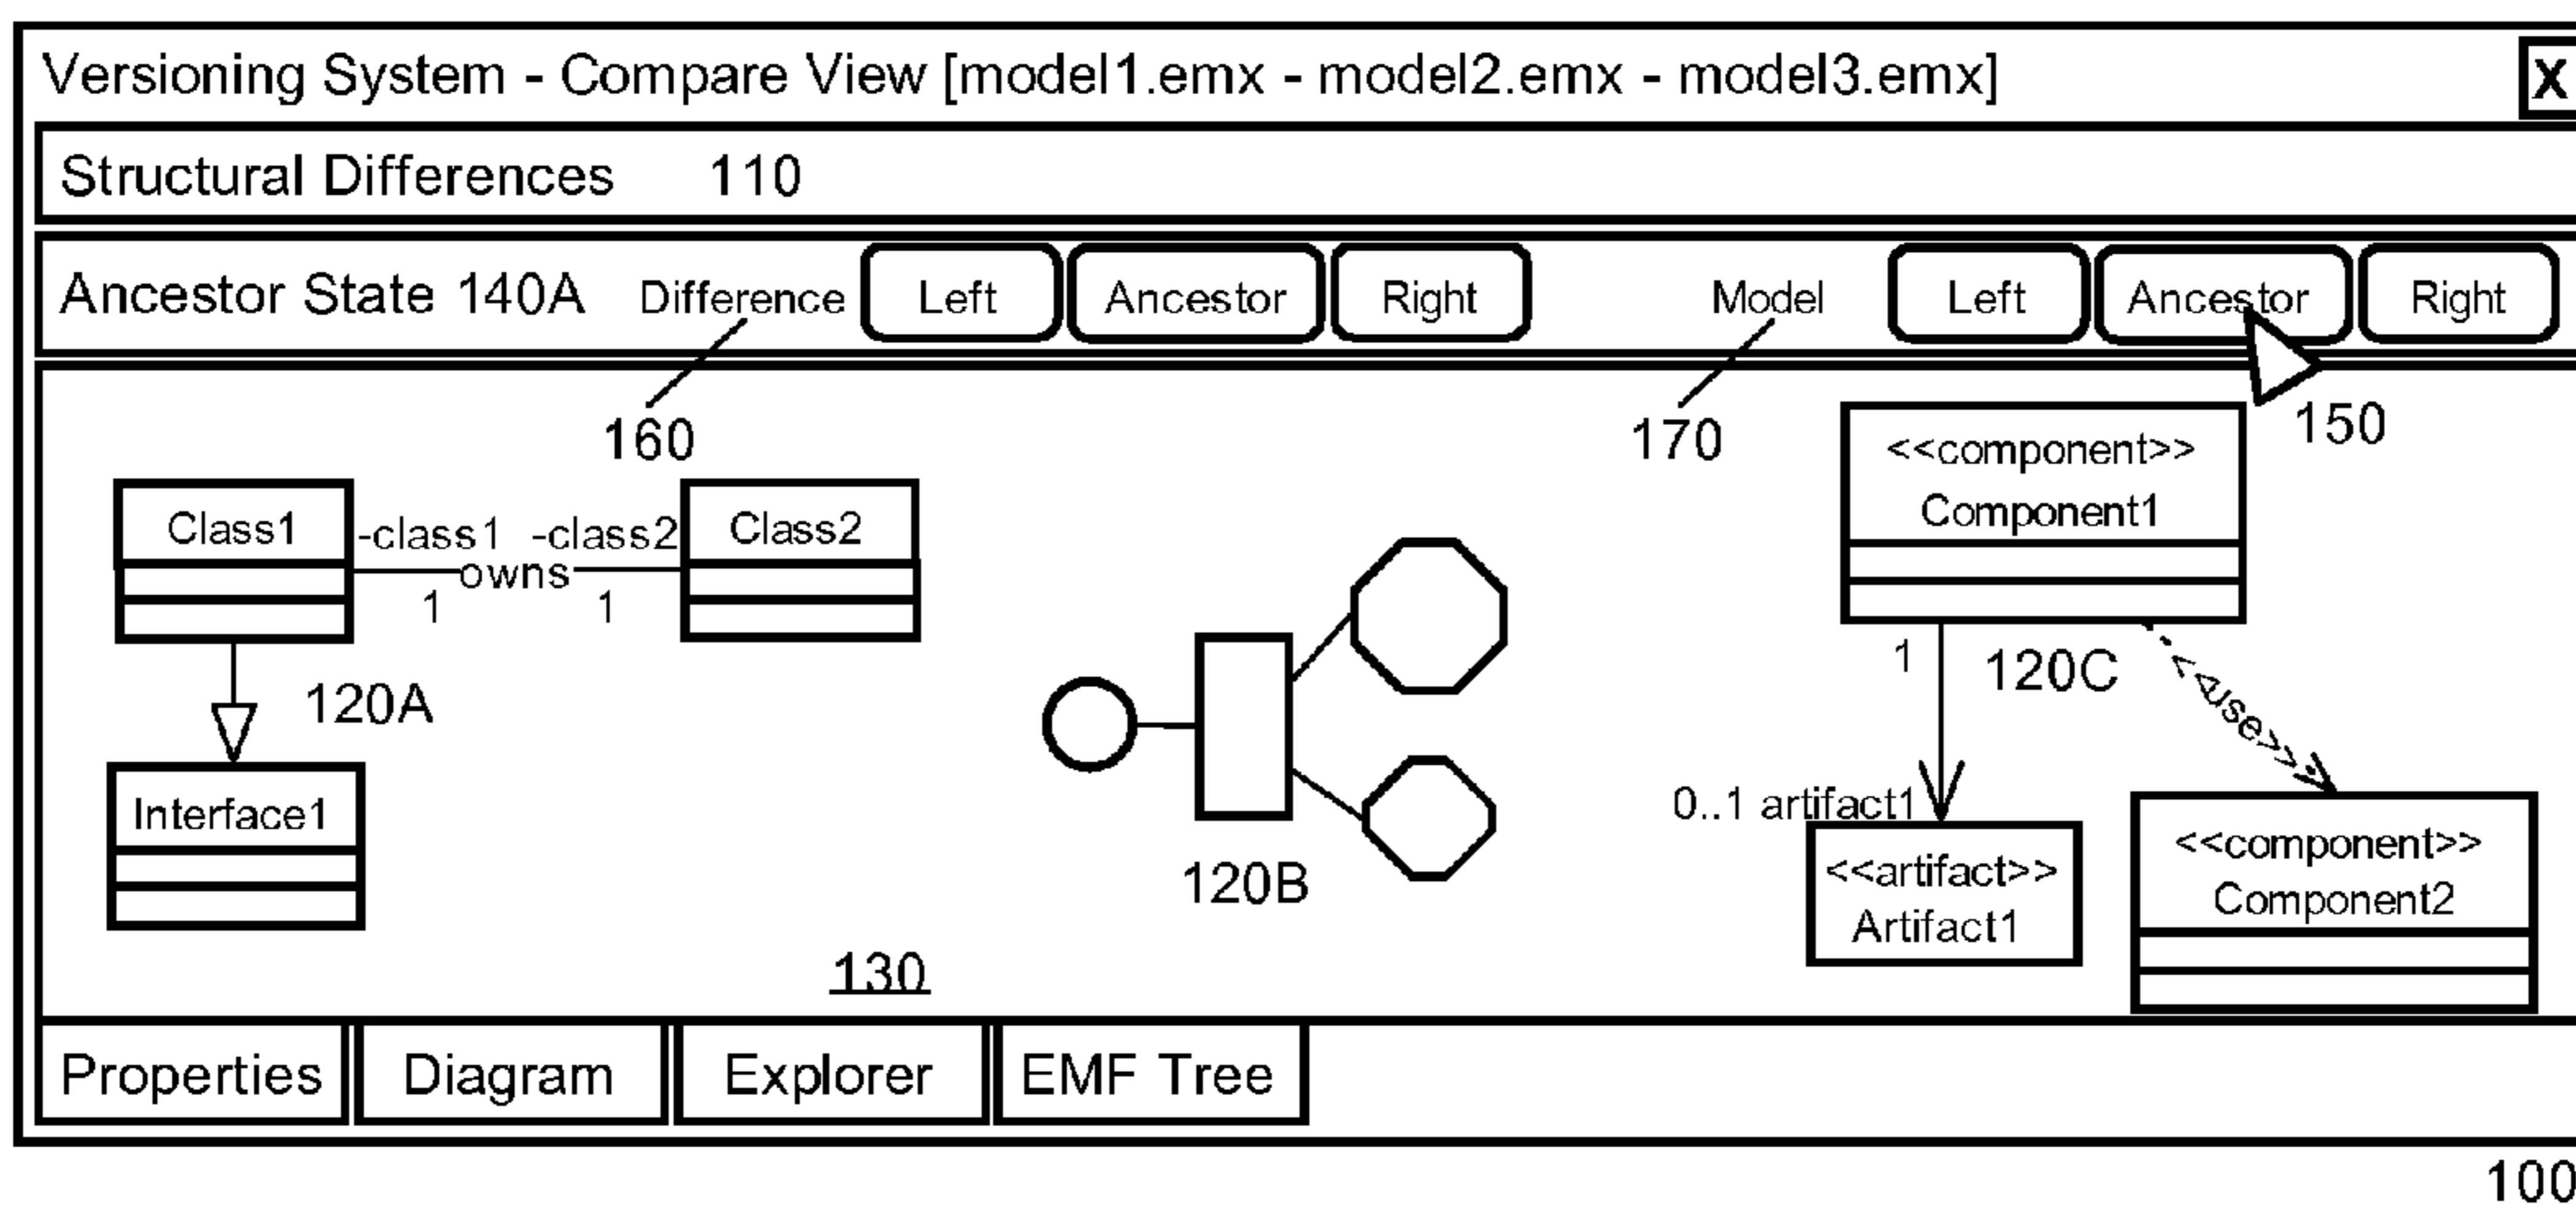 Versioning System - Compare View [model1.emx - model2.emx - model3.emx]
X
Structural Differences 110
Ancestor State 140A Difference Left Ancestor Right Model Left Ancestor Right
160
170
150
Class1
-class1 -class2
owns
1 1
Class2
120A
Interface1
120B
<<component>>
Component1
1
120C
<<use>>
0..1 artifact1
<<artifact>>
Artifact1
<<component>>
Component2
130
Properties Diagram Explorer EMF Tree
100